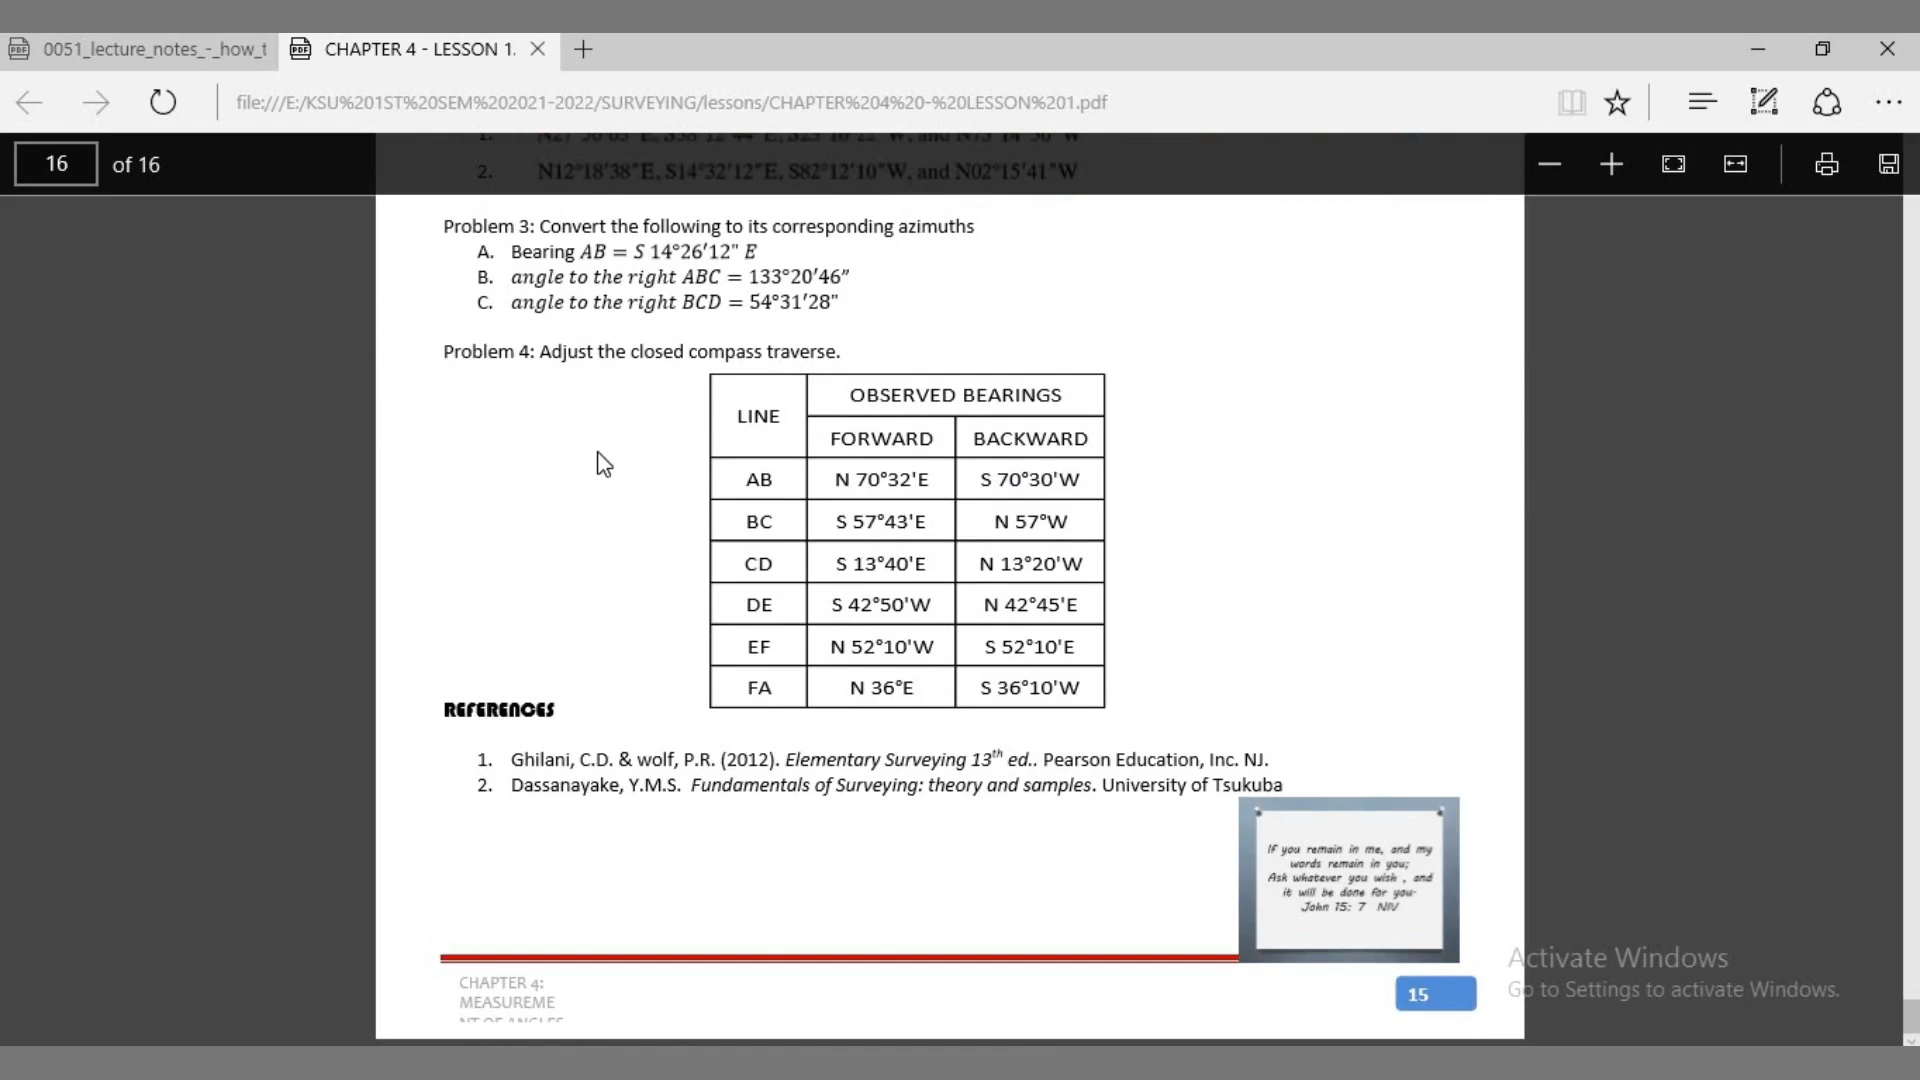 0051_lecture_notes_-_how_t
CHAPTER 4 - LESSON 1.
file:///E:/KSU%201ST%20SEM%202021-2022/SURVEYING/lessons/CHAPTER%204%20-%20LESSON%201.pdf
16 of 16
2. N12°18'38"E, S14°32'12"E, S82°12'10"W, and N02°15'41"W
Problem 3: Convert the following to its corresponding azimuths
A. Bearing AB = S 14°26′12" E
B. angle to the right ABC = 133°20′46″
C. angle to the right BCD = 54°31′28"
Problem 4: Adjust the closed compass traverse.
LINE OBSERVED BEARINGS
FORWARD BACKWARD
AB N 70°32'E S 70°30'W
BC S 57°43'E N 57°W
CD S 13°40'E N 13°20'W
DE S 42°50'W N 42°45'E
EF N 52°10'W S 52°10'E
FA N 36°E S 36°10'W
REFERENCES
1. Ghilani, C.D. & wolf, P.R. (2012). Elementary Surveying 13th ed.. Pearson Education, Inc. NJ.
2. Dassanayake, Y.M.S. Fundamentals of Surveying: theory and samples. University of Tsukuba
If you remain in me, and my
words remain in you;
Ask whatever you wish , and
it will be done for you-
John 15: 7 NIV
CHAPTER 4:
MEASUREME
NT OF ANGLES
15
Activate Windows
Go to Settings to activate Windows.